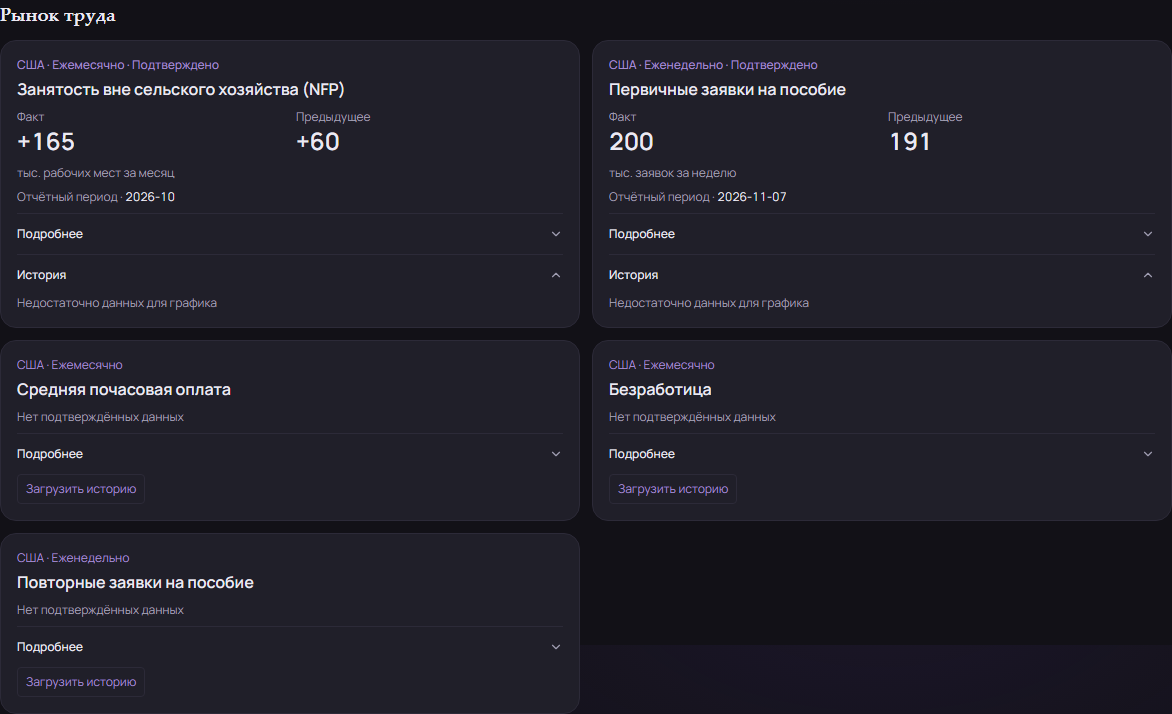 Рынок труда
США · Ежемесячно · Подтверждено
Занятость вне сельского хозяйства (NFP)
Факт
Предыдущее
+165
+60
тыс. рабочих мест за месяц
Отчётный период · 2026-10
Подробнее
История
Недостаточно данных для графика
США · Еженедельно · Подтверждено
Первичные заявки на пособие
Факт
Предыдущее
200
191
тыс. заявок за неделю
Отчётный период · 2026-11-07
Подробнее
История
Недостаточно данных для графика
США · Ежемесячно
Средняя почасовая оплата
Нет подтверждённых данных
Подробнее
Загрузить историю
США · Ежемесячно
Безработица
Нет подтверждённых данных
Подробнее
Загрузить историю
США · Еженедельно
Повторные заявки на пособие
Нет подтверждённых данных
Подробнее
Загрузить историю